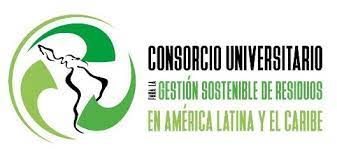 CONSORCIO UNIVERSITARIO
PARA LA GESTIÓN SOSTENIBLE DE RESIDUOS
EN AMÉRICA LATINA Y EL CARIBE